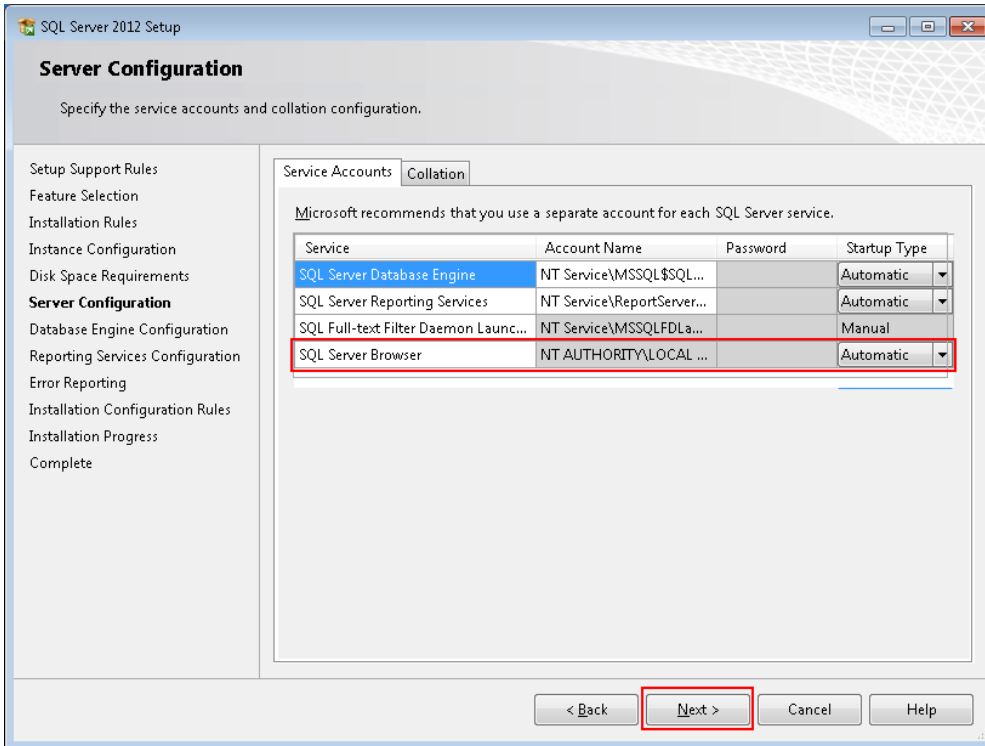 SQL Server 2012 Setup
Server Configuration
Specify the service accounts and collation configuration.
Setup Support Rules
Feature Selection
Installation Rules
Instance Configuration
Disk Space Requirements
Server Configuration
Database Engine Configuration
Reporting Services Configuration
Error Reporting
Installation Configuration Rules
Installation Progress
Complete
Service Accounts Collation
Microsoft recommends that you use a separate account for each SQL Server service.
Service Account Name Password Startup Type
SQL Server Database Engine NT Service\MSSQL$SQL... Automatic
SQL Server Reporting Services NT Service\ReportServer... Automatic
SQL Full-text Filter Daemon Launc... NT Service\MSSQLFDLa... Manual
SQL Server Browser NT AUTHORITY\LOCAL ... Automatic
< Back Next > Cancel Help